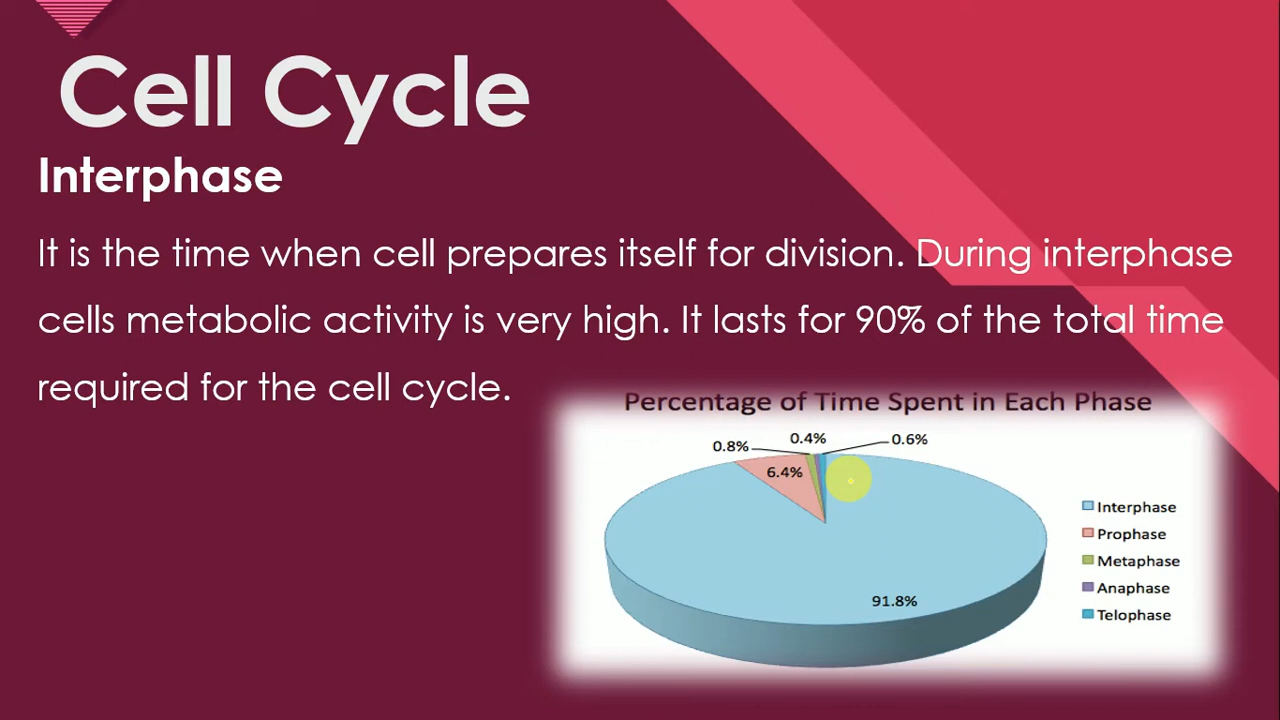 Cell Cycle
Interphase
It is the time when cell prepares itself for division. During interphase
cells metabolic activity is very high. It lasts for 90% of the total time
required for the cell cycle.
Percentage of Time Spent in Each Phase
0.8%
0.4%
0.6%
6.4%
91.8%
Interphase
Prophase
Metaphase
Anaphase
Telophase